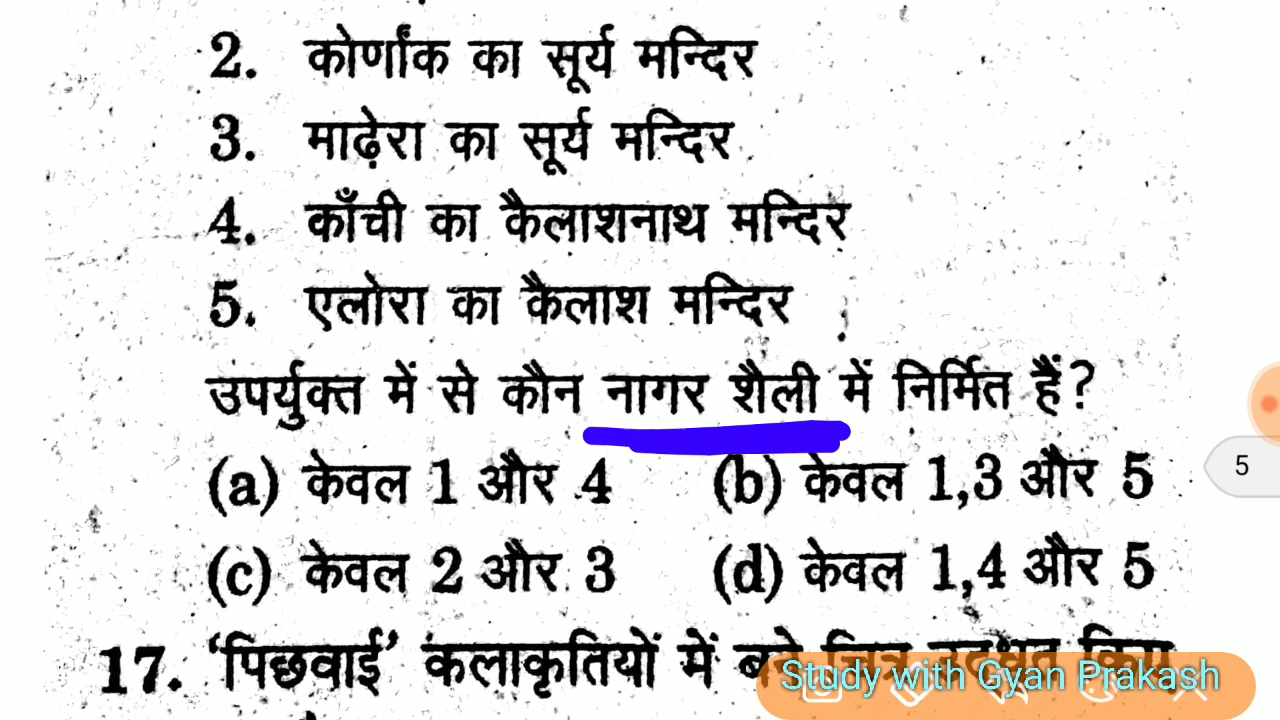 2. कोर्णांक का सूर्य मन्दिर
3. माढ़ेरा का सूर्य मन्दिर
4. काँची का कैलाशनाथ मन्दिर
5. एलोरा का कैलाश मन्दिर
उपर्युक्त में से कौन नागर शैली में निर्मित हैं?
(a) केवल 1 और 4 (b) केवल 1,3 और 5
(c) केवल 2 और 3 (d) केवल 1,4 और 5
17. 'पिछवाई' कलाकृतियों में बने चित्र
Study with Gyan Prakash
5